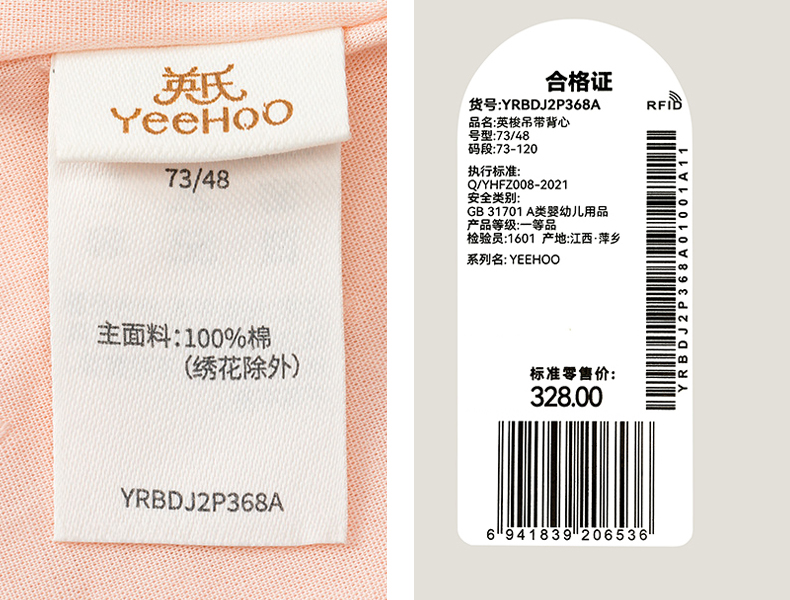 英氏
YeeHoO
73/48
主面料:100%棉
(绣花除外)
YRBDJ2P368A
合格证
货号:YRBDJ2P368A
RFID
品名:英梭吊带背心
号型:73/48
码段:73-120
执行标准:
Q/YHFZ008-2021
安全类别:
GB 31701 A类婴幼儿用品
产品等级:一等品
检验员:1601 产地:江西·萍乡
系列名: YEEHOO
YRBDJ2P368A01001A11
标准零售价:
328.00
6 941839 206536